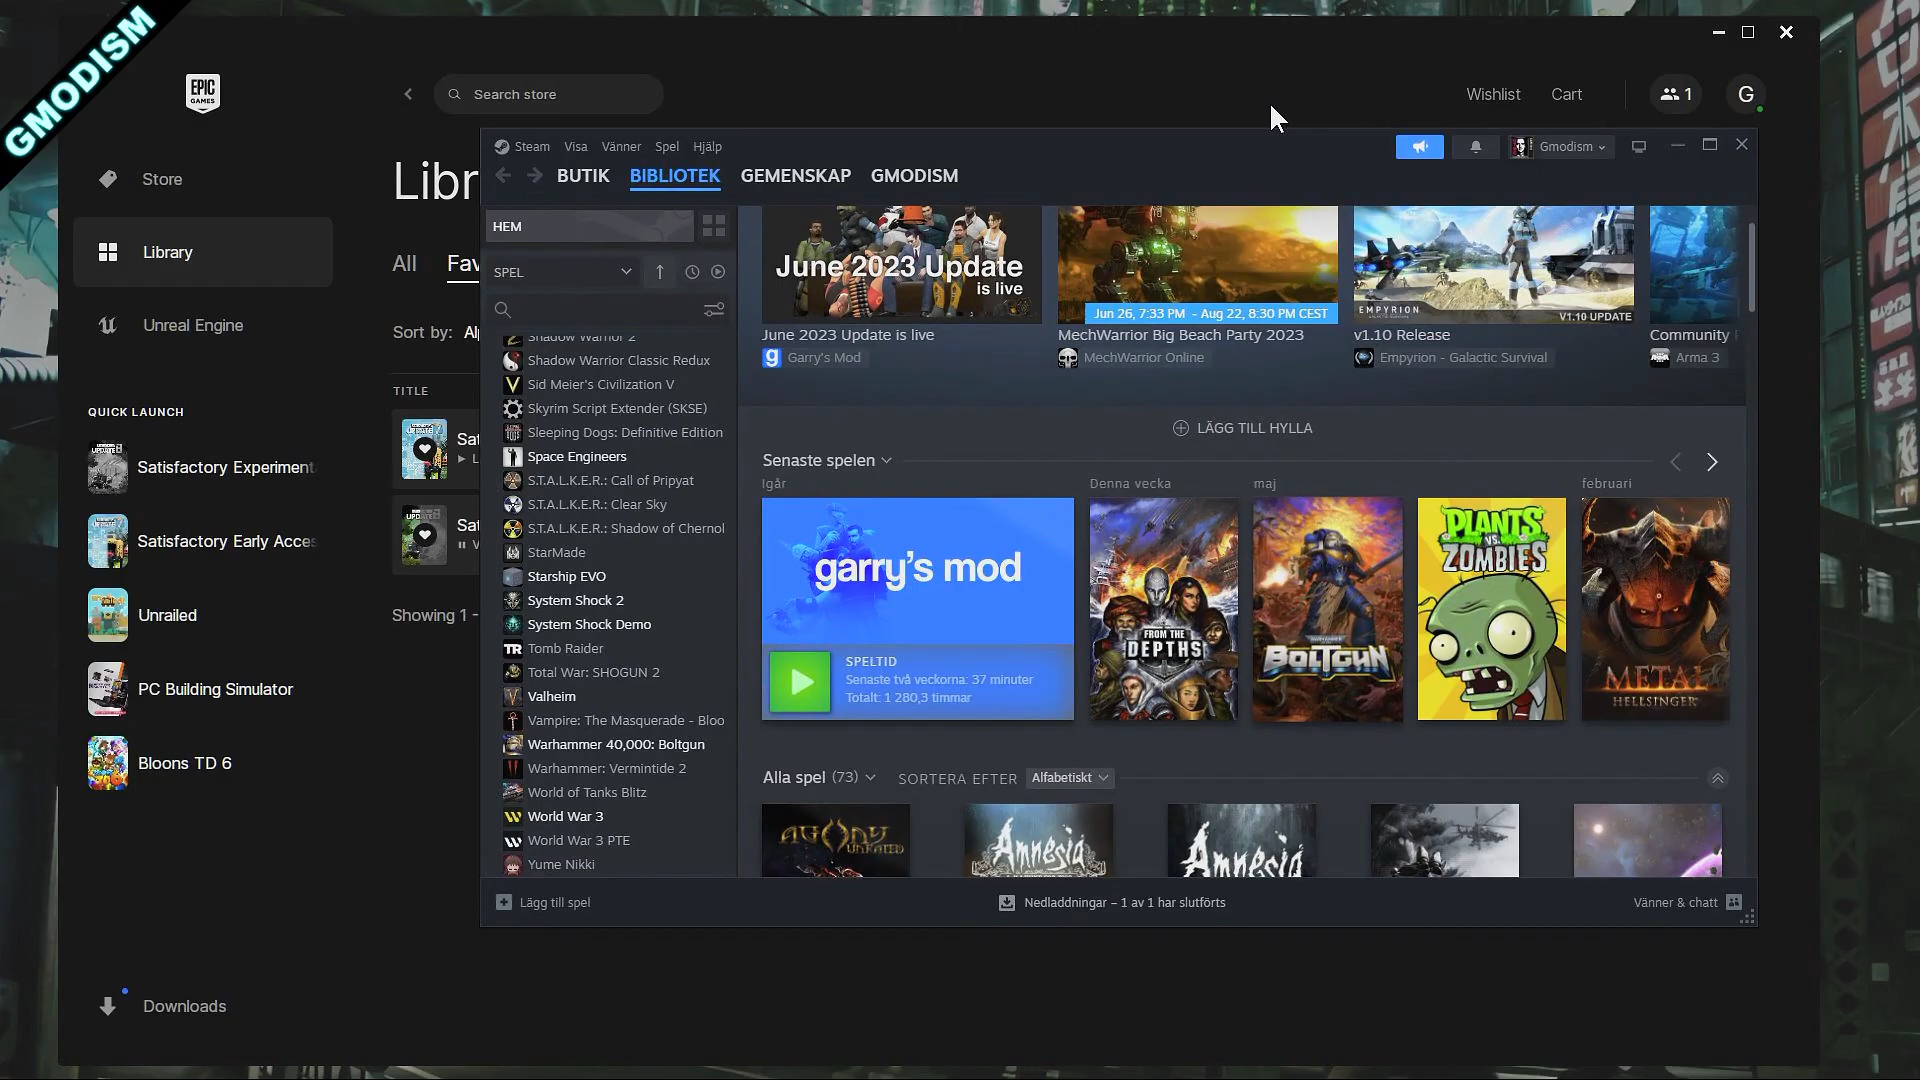 GMODISM
EPIC
GAMES
Search store
Wishlist
Cart
1
G
Store
Library
Unreal Engine
QUICK LAUNCH
Satisfactory Experiment
Satisfactory Early Acces
Unrailed
PC Building Simulator
Bloons TD 6
Downloads
Libr
All
Fav
Sort by:
TITLE
Sat
Sat
Showing 1 -
Steam
Visa
Vänner
Spel
Hjälp
Gmodism
BUTIK
BIBLIOTEK
GEMENSKAP
GMODISM
HEM
SPEL
Shadow Warrior 2
Shadow Warrior Classic Redux
Sid Meier's Civilization V
Skyrim Script Extender (SKSE)
Sleeping Dogs: Definitive Edition
Space Engineers
S.T.A.L.K.E.R.: Call of Pripyat
S.T.A.L.K.E.R.: Clear Sky
S.T.A.L.K.E.R.: Shadow of Chernol
StarMade
Starship EVO
System Shock 2
System Shock Demo
Tomb Raider
Total War: SHOGUN 2
Valheim
Vampire: The Masquerade - Bloo
Warhammer 40,000: Boltgun
Warhammer: Vermintide 2
World of Tanks Blitz
World War 3
World War 3 PTE
Yume Nikki
June 2023 Update
is live
June 2023 Update is live
Garry's Mod
Jun 26, 7:33 PM - Aug 22, 8:30 PM CEST
MechWarrior Big Beach Party 2023
MechWarrior Online
EMPYRION
V1.10 UPDATE
v1.10 Release
Empyrion - Galactic Survival
Community
Arma 3
LÄGG TILL HYLLA
Senaste spelen
Igår
Denna vecka
maj
februari
garry's mod
SPELTID
Senaste två veckorna: 37 minuter
Totalt: 1 280,3 timmar
FROM THE
DEPTHS
WARHAMMER
BOLTGUN
PLANTS
VS.
ZOMBIES
METAL
HELLSINGER
Alla spel (73)
SORTERA EFTER
Alfabetiskt
AGONY
UNRATED
Amnesia
Amnesia
Lägg till spel
Nedladdningar – 1 av 1 har slutförts
Vänner & chatt